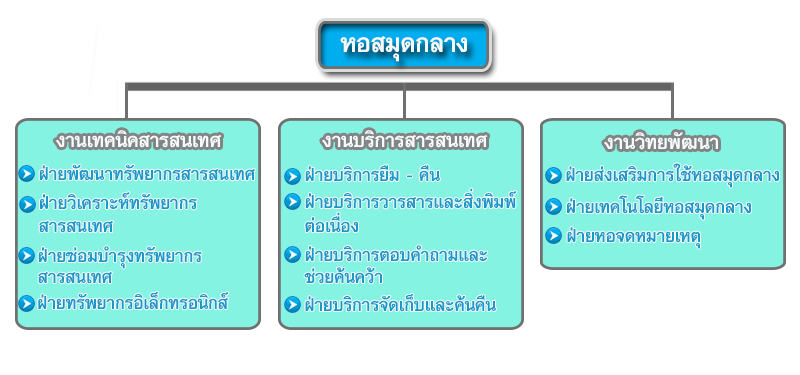 หอสมุดกลาง
งานเทคนิคสารสนเทศ
ฝ่ายพัฒนาทรัพยากรสารสนเทศ
ฝ่ายวิเคราะห์ทรัพยากร
สารสนเทศ
ฝ่ายซ่อมบำรุงทรัพยากร
สารสนเทศ
ฝ่ายทรัพยากรอิเล็กทรอนิกส์
งานบริการสารสนเทศ
ฝ่ายบริการยืม - คืน
ฝ่ายบริการวารสารและสิ่งพิมพ์
ต่อเนื่อง
ฝ่ายบริการตอบคำถามและ
ช่วยค้นคว้า
ฝ่ายบริการจัดเก็บและค้นคืน
งานวิทยพัฒนา
ฝ่ายส่งเสริมการใช้หอสมุดกลาง
ฝ่ายเทคโนโลยีหอสมุดกลาง
ฝ่ายหอจดหมายเหตุ